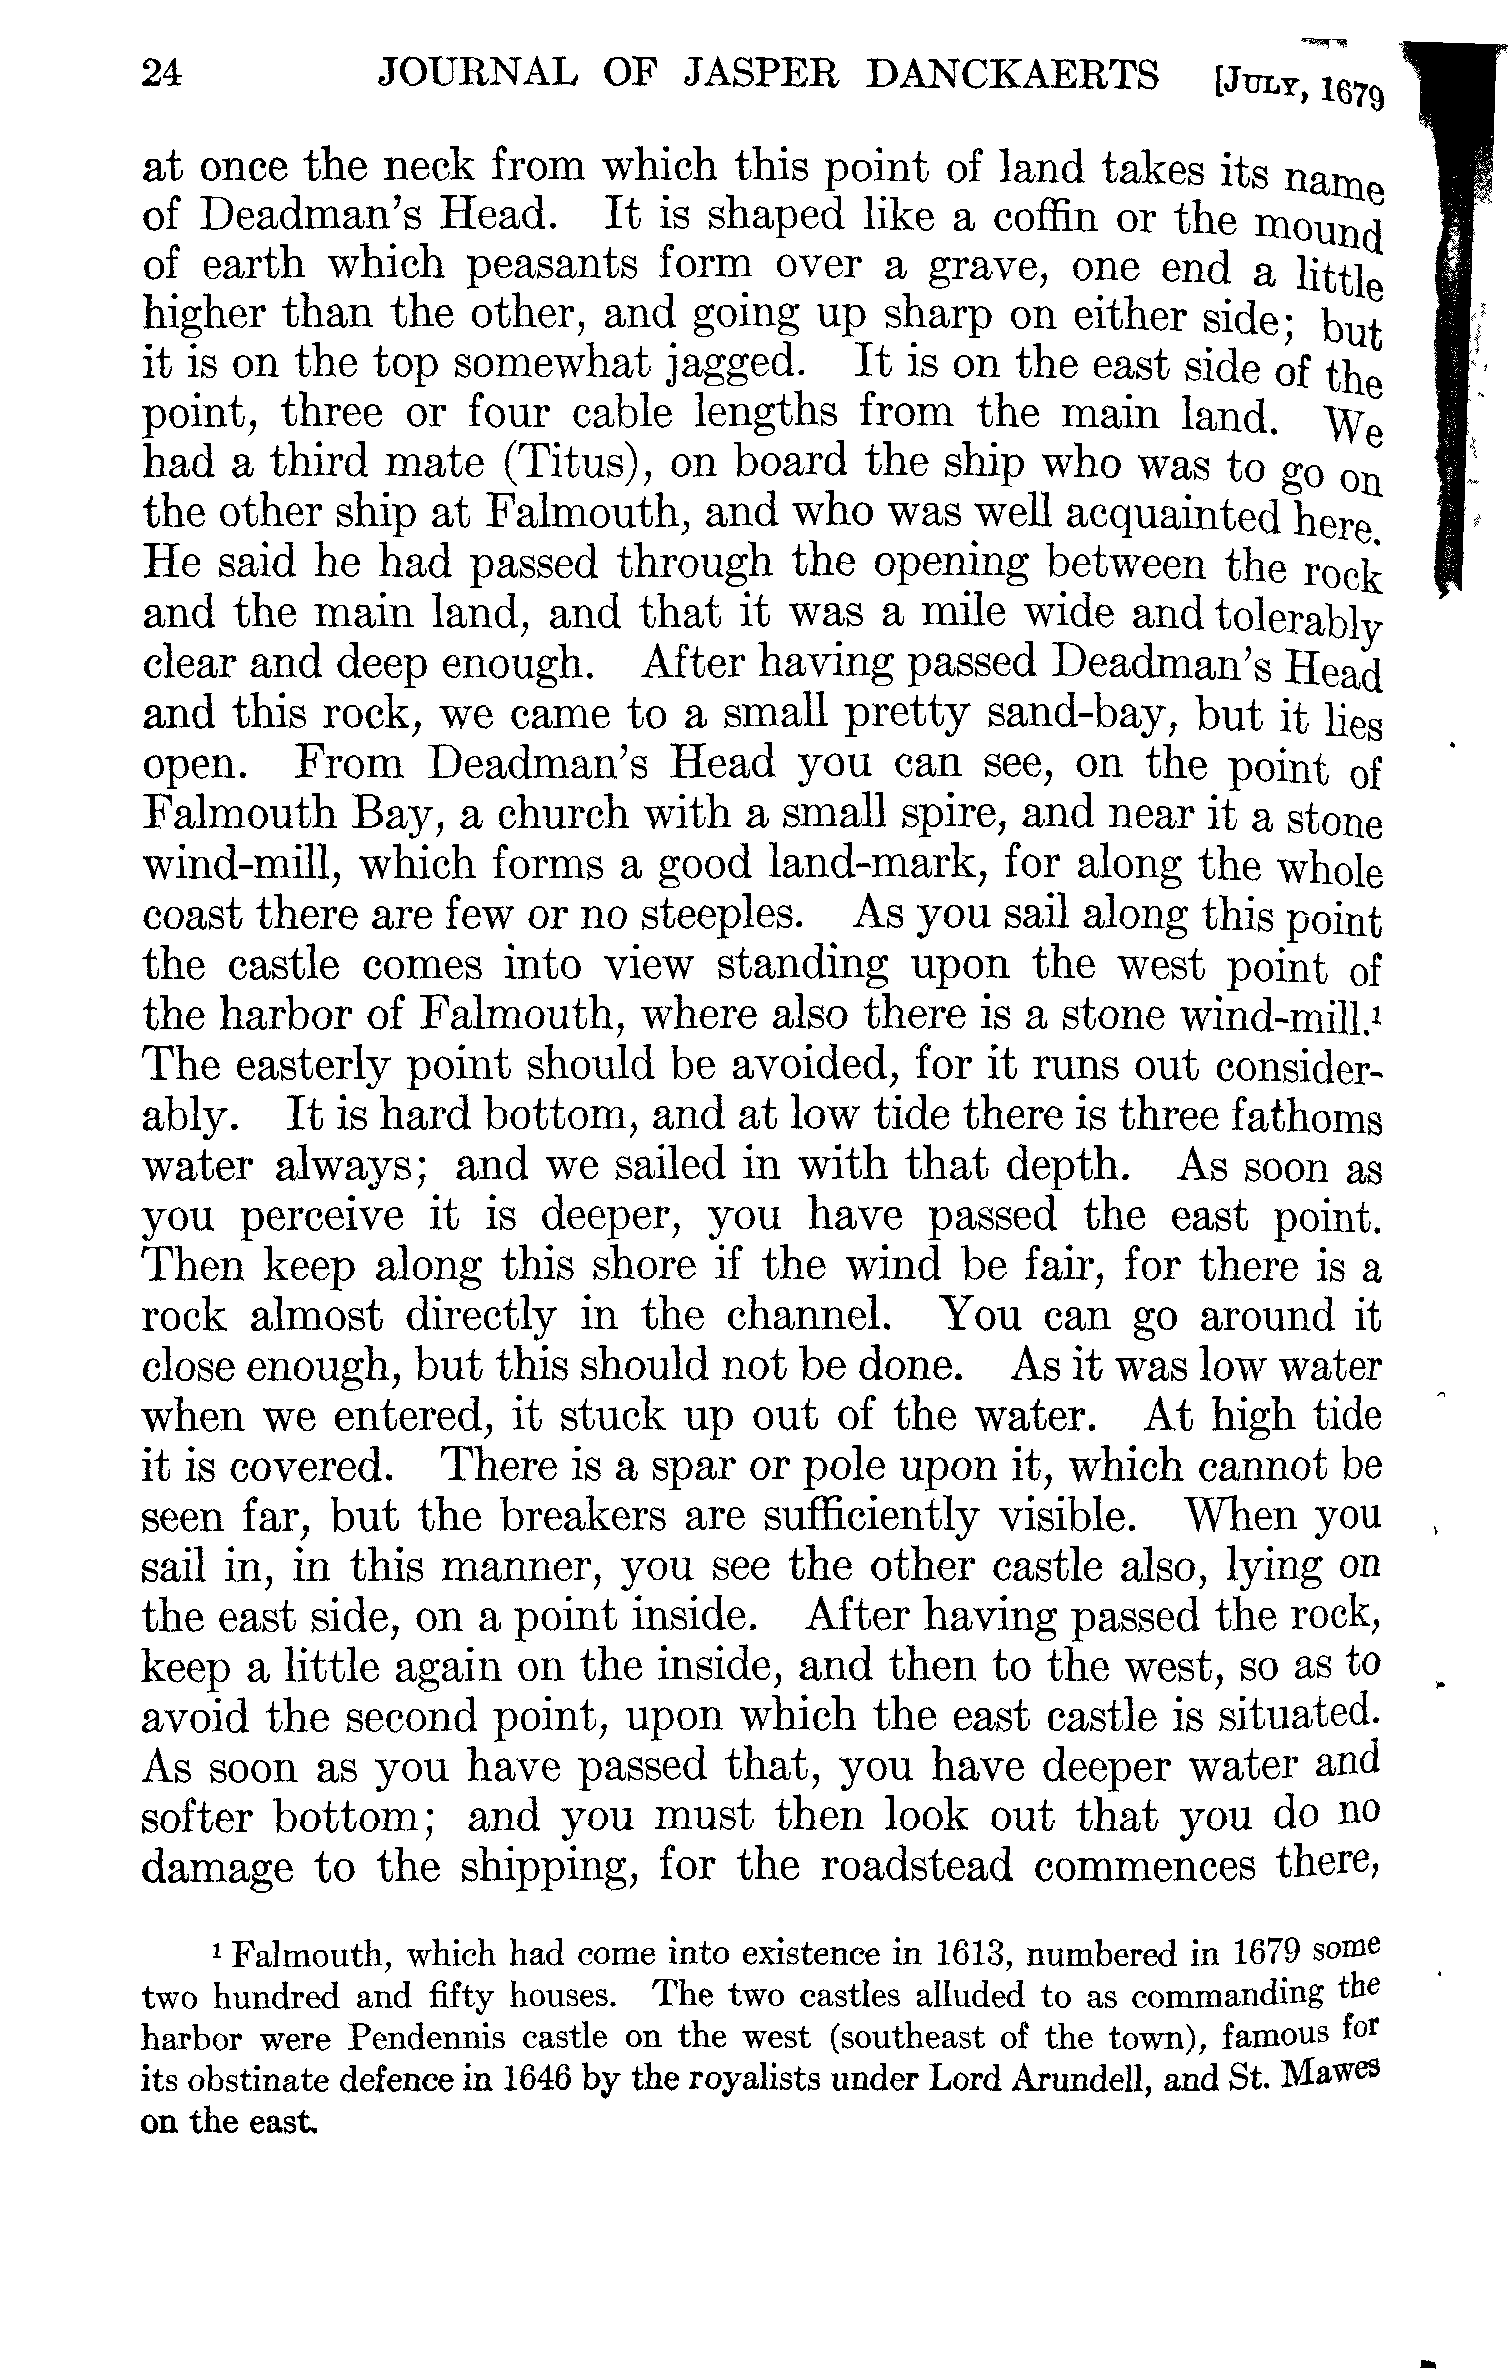 24 JOURNAL OF JASPER DANCKAERTS [JULY, 1679
at once the neck from which this point of land takes its name
of Deadman's Head. It is shaped like a coffin or the mound
of earth which peasants form over a grave, one end a little
higher than the other, and going up sharp on either side; but
it is on the top somewhat jagged. It is on the east side of the
point, three or four cable lengths from the main land. We
had a third mate (Titus), on board the ship who was to go on
the other ship at Falmouth, and who was well acquainted here.
He said he had passed through the opening between the rock
and the main land, and that it was a mile wide and tolerably
clear and deep enough. After having passed Deadman's Head
and this rock, we came to a small pretty sand-bay, but it lies
open. From Deadman's Head you can see, on the point of
Falmouth Bay, a church with a small spire, and near it a stone
wind-mill, which forms a good land-mark, for along the whole
coast there are few or no steeples. As you sail along this point
the castle comes into view standing upon the west point of
the harbor of Falmouth, where also there is a stone wind-mill.¹
The easterly point should be avoided, for it runs out consider-
ably. It is hard bottom, and at low tide there is three fathoms
water always; and we sailed in with that depth. As soon as
you perceive it is deeper, you have passed the east point.
Then keep along this shore if the wind be fair, for there is a
rock almost directly in the channel. You can go around it
close enough, but this should not be done. As it was low water
when we entered, it stuck up out of the water. At high tide
it is covered. There is a spar or pole upon it, which cannot be
seen far, but the breakers are sufficiently visible. When you
sail in, in this manner, you see the other castle also, lying on
the east side, on a point inside. After having passed the rock,
keep a little again on the inside, and then to the west, so as to
avoid the second point, upon which the east castle is situated.
As soon as you have passed that, you have deeper water and
softer bottom; and you must then look out that you do no
damage to the shipping, for the roadstead commences there,
¹ Falmouth, which had come into existence in 1613, numbered in 1679 some
two hundred and fifty houses. The two castles alluded to as commanding the
harbor were Pendennis castle on the west (southeast of the town), famous for
its obstinate defence in 1646 by the royalists under Lord Arundell, and St. Mawes
on the east.